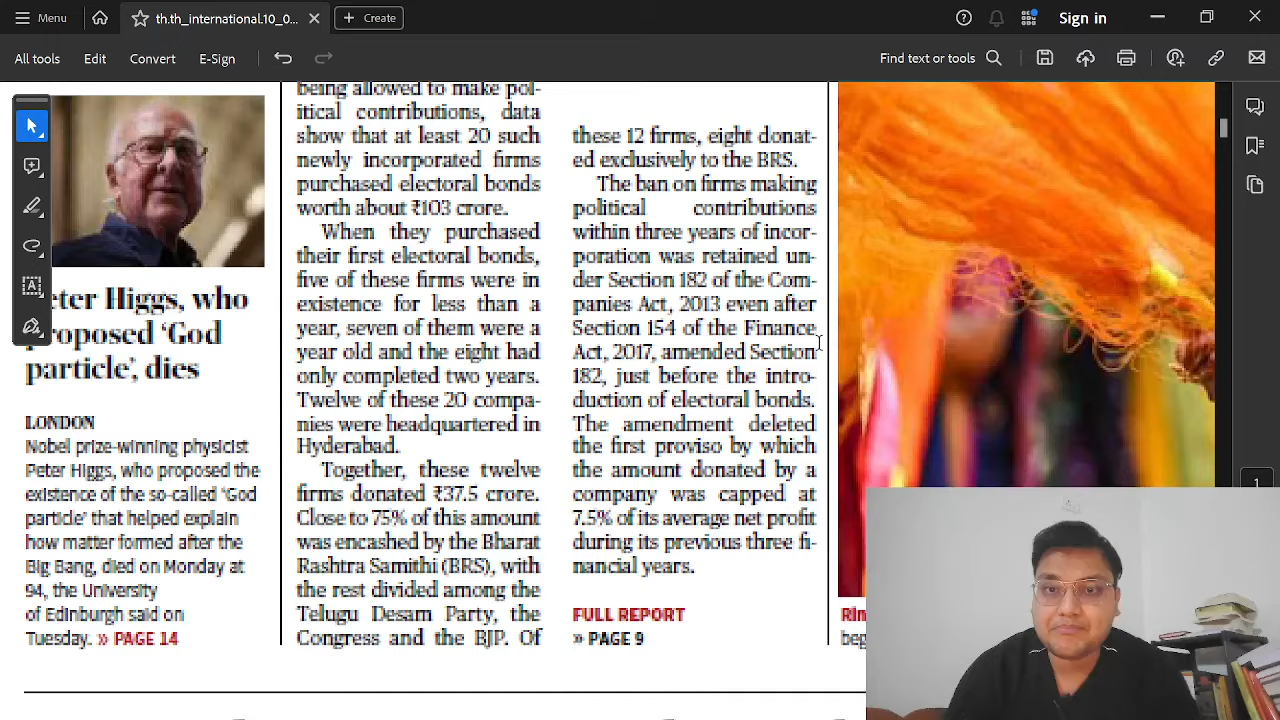 Menu
th.th_international.10_0...
Create
Sign in
All tools
Edit
Convert
E-Sign
Find text or tools
eter Higgs, who
proposed ‘God
particle’, dies
LONDON
Nobel prize-winning physicist
Peter Higgs, who proposed the
existence of the so-called ‘God
particle’ that helped explain
how matter formed after the
Big Bang, died on Monday at
94, the University
of Edinburgh said on
Tuesday. » PAGE 14
being allowed to make pol-
itical contributions, data
show that at least 20 such
newly incorporated firms
purchased electoral bonds
worth about ₹103 crore.
When they purchased
their first electoral bonds,
five of these firms were in
existence for less than a
year, seven of them were a
year old and the eight had
only completed two years.
Twelve of these 20 compa-
nies were headquartered in
Hyderabad.
Together, these twelve
firms donated ₹37.5 crore.
Close to 75% of this amount
was encashed by the Bharat
Rashtra Samithi (BRS), with
the rest divided among the
Telugu Desam Party, the
Congress and the BJP. Of
these 12 firms, eight donat-
ed exclusively to the BRS.
The ban on firms making
political contributions
within three years of incor-
poration was retained un-
der Section 182 of the Com-
panies Act, 2013 even after
Section 154 of the Finance
Act, 2017, amended Section
182, just before the intro-
duction of electoral bonds.
The amendment deleted
the first proviso by which
the amount donated by a
company was capped at
7.5% of its average net profit
during its previous three fi-
nancial years.
FULL REPORT
» PAGE 9
Rin
beg
1